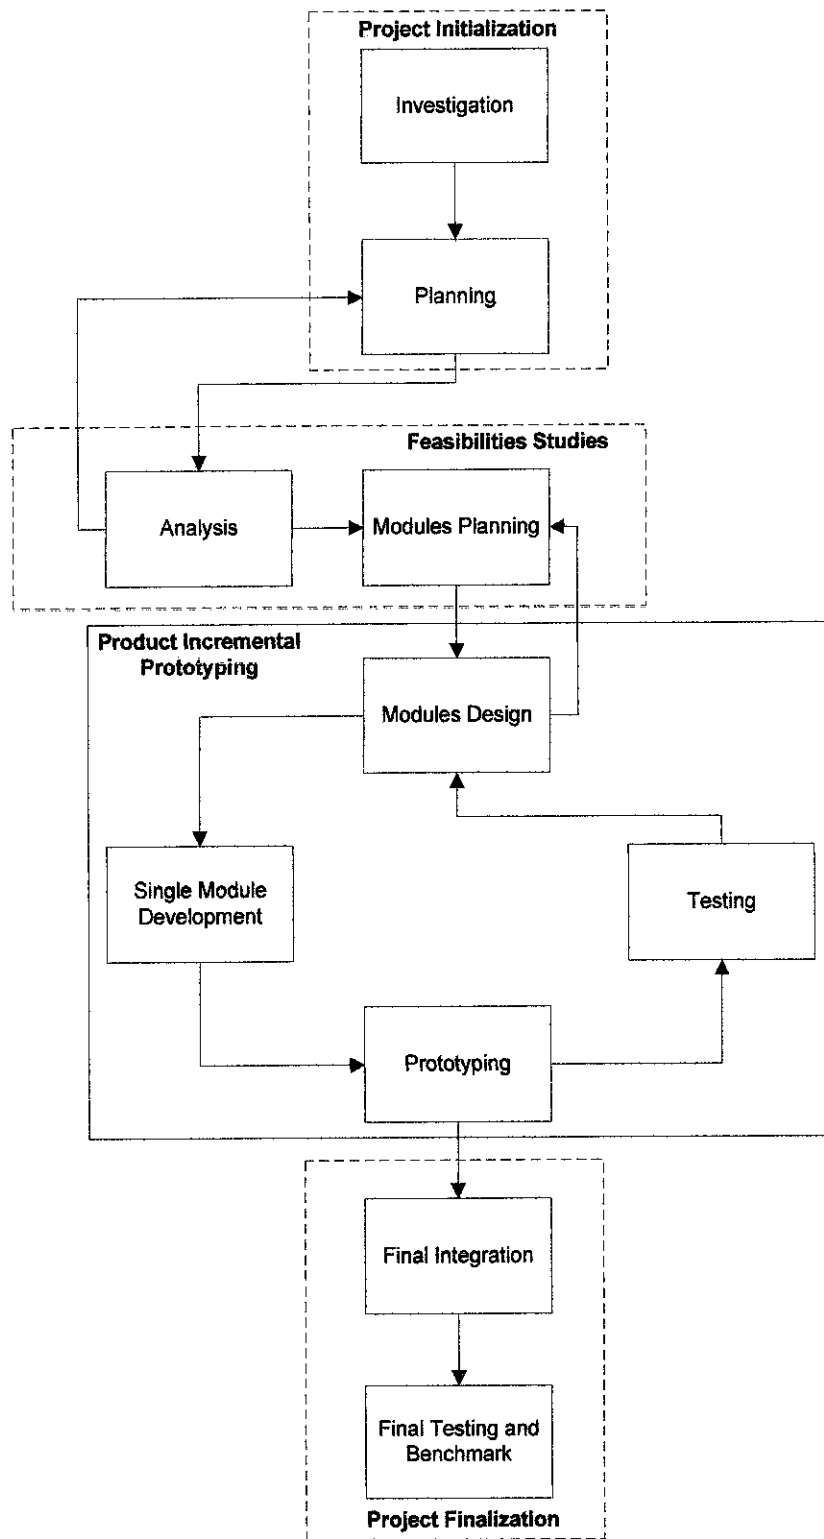 Project Initialization
Investigation
Planning
Feasibilities Studies
Analysis
Modules Planning
Product Incremental
Prototyping
Modules Design
Single Module
Development
Testing
Prototyping
Final Integration
Final Testing and
Benchmark
Project Finalization